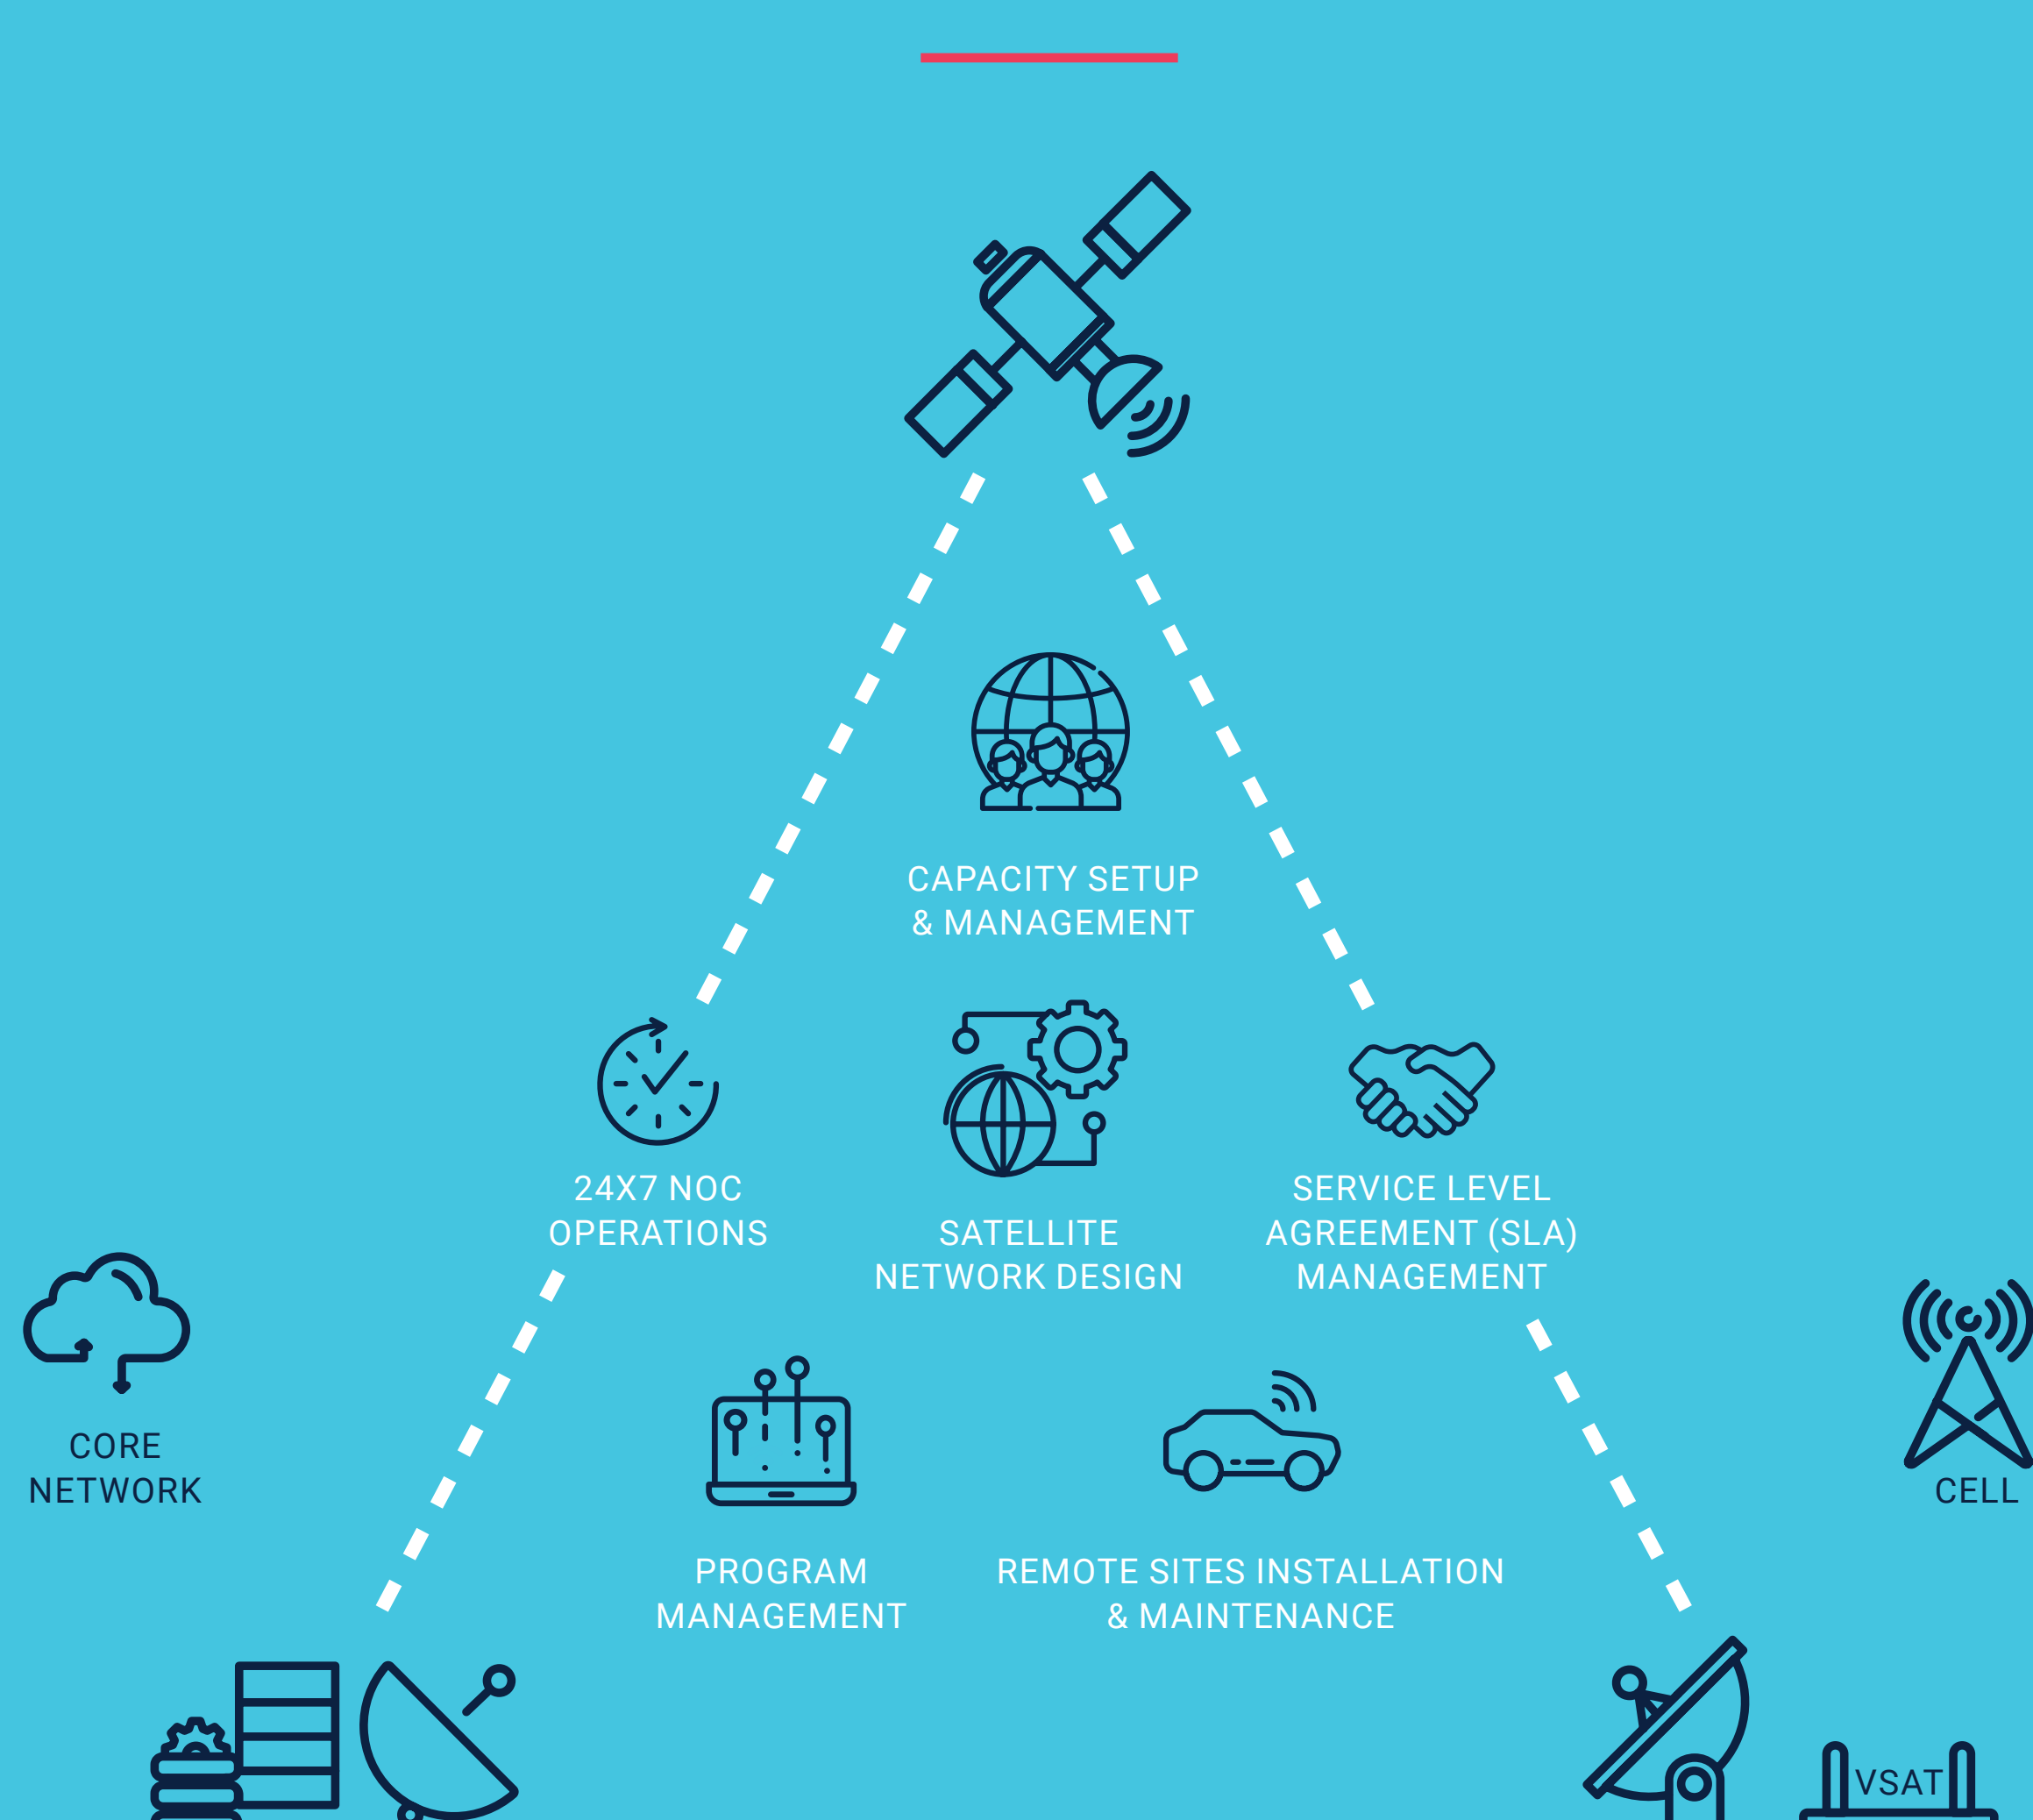 CAPACITY SETUP
& MANAGEMENT
24X7 NOC
OPERATIONS
SATELLITE
NETWORK DESIGN
SERVICE LEVEL
AGREEMENT (SLA)
MANAGEMENT
CORE
NETWORK
CELL
PROGRAM
MANAGEMENT
REMOTE SITES INSTALLATION
& MAINTENANCE
VSAT